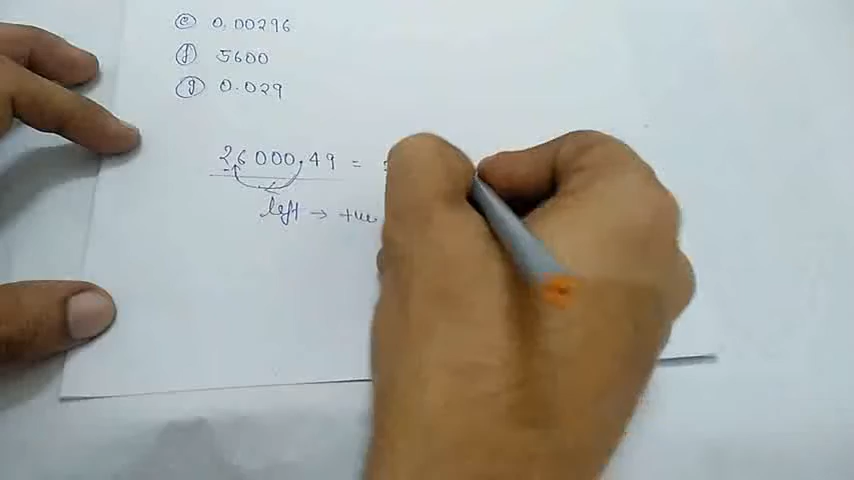 (e) 0.00296
(f) 5600
(g) 0.029
26000.49 =
left → +ve